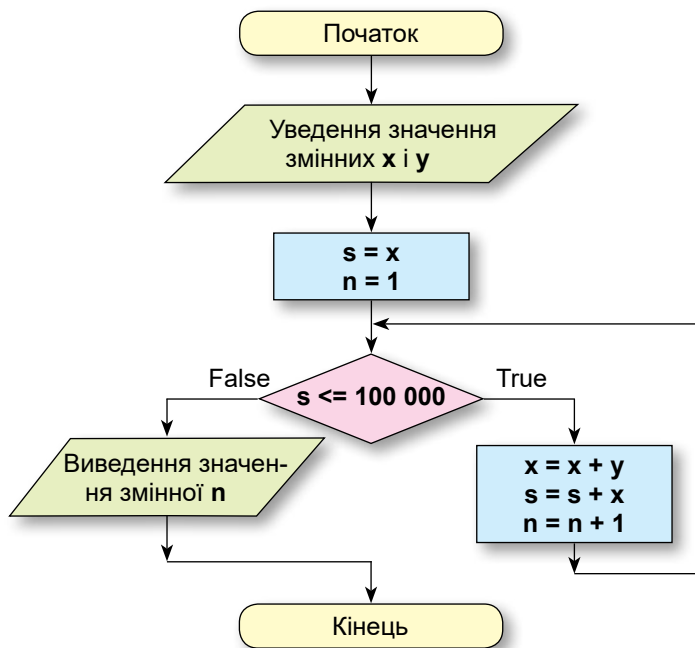 Початок
Уведення значення
змінних x і y
s = x
n = 1
False
s <= 100 000
True
Виведення значен-
ня змінної n
x = x + y
s = s + x
n = n + 1
Кінець